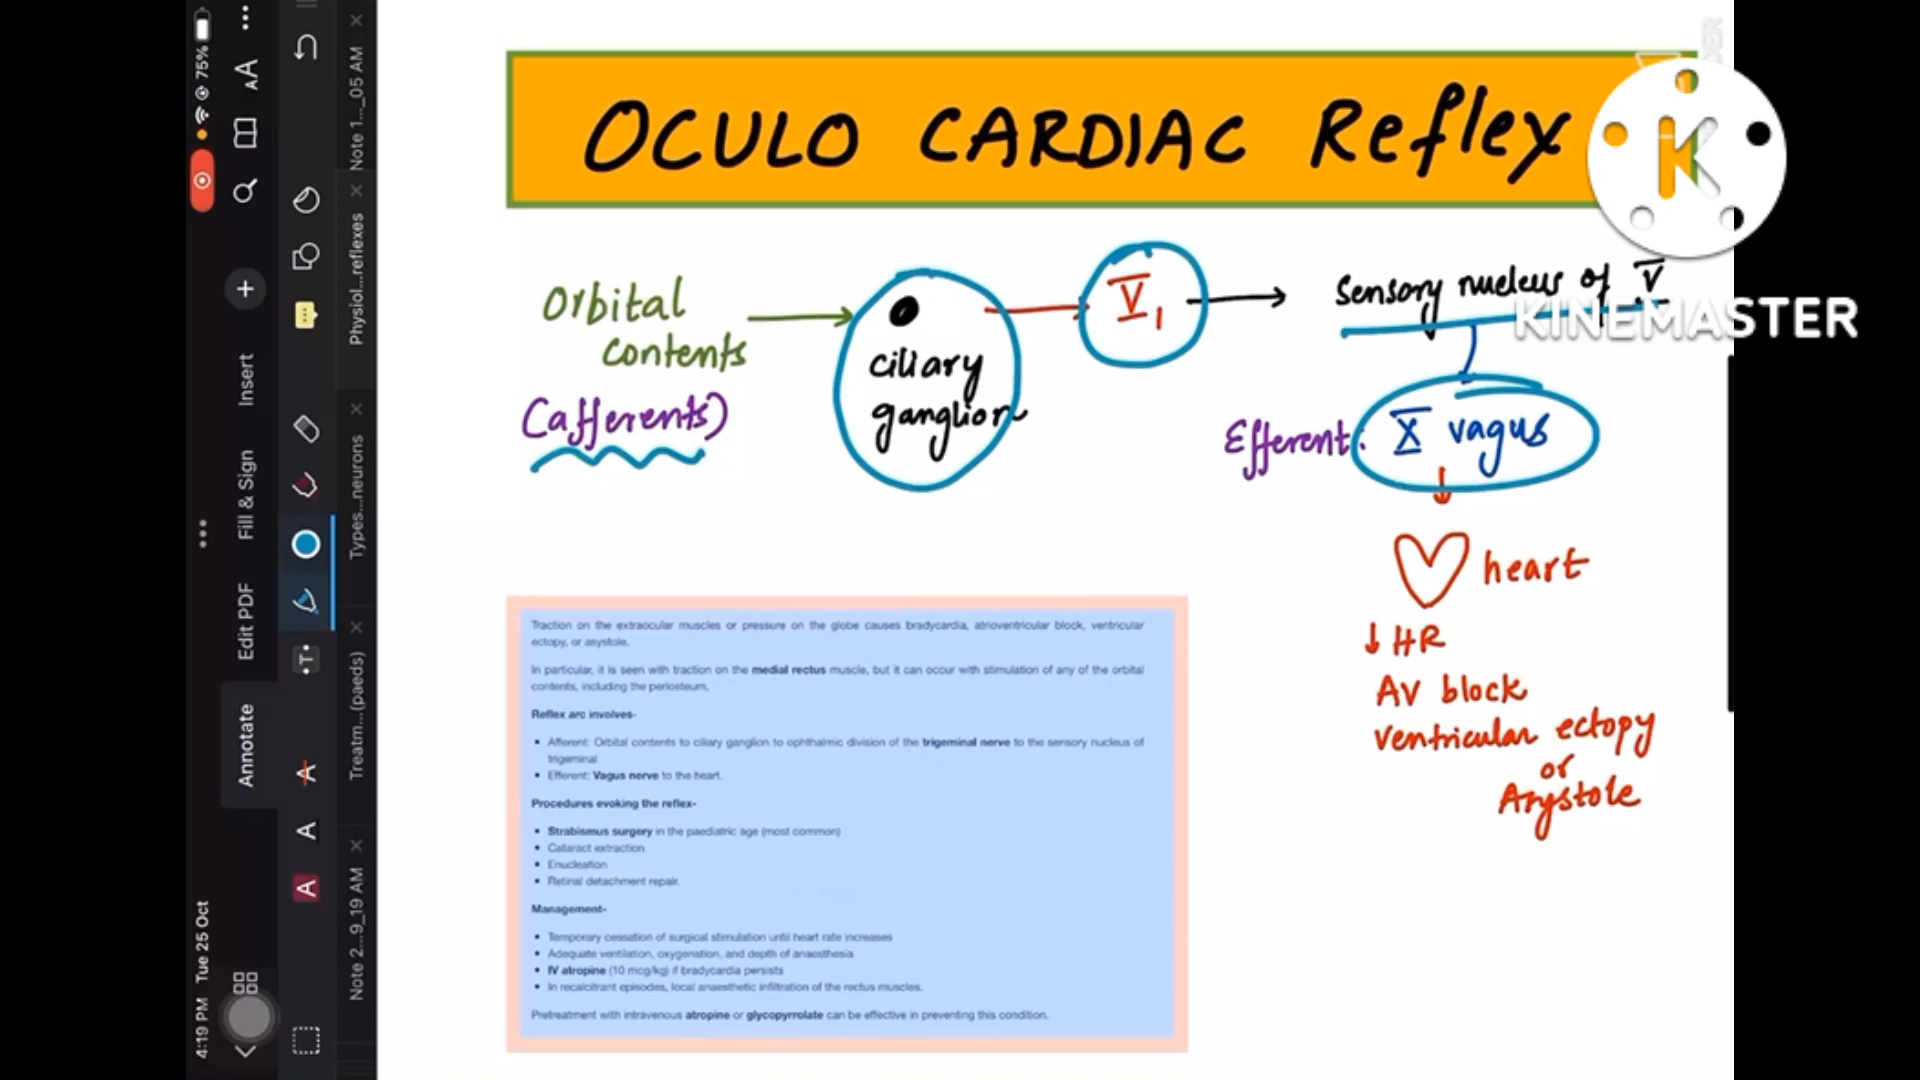 OCULO CARDIAC Reflex
KINEMASTER
Orbital contents
(afferents)
ciliary ganglion
V1
Sensory nucleus of V
Efferent: X vagus
heart
↓ HR
AV block
ventricular ectopy
or
Asystole
Traction on the extraocular muscles or pressure on the globe causes bradycardia, atrioventricular block, ventricular
ectopy, or asystole.
In particular, it is seen with traction on the medial rectus muscle, but it can occur with stimulation of any of the orbital
contents, including the periosteum.
Reflex arc involves-
• Afferent: Orbital contents to ciliary ganglion to ophthalmic division of the trigeminal nerve to the sensory nucleus of
trigeminal
• Efferent: Vagus nerve to the heart.
Procedures evoking the reflex-
• Strabismus surgery in the paediatric age (most common)
• Cataract extraction
• Enucleation
• Retinal detachment repair.
Management-
• Temporary cessation of surgical stimulation until heart rate increases
• Adequate ventilation, oxygenation, and depth of anaesthesia
• IV atropine (10 mcg/kg) if bradycardia persists
• In recalcitrant episodes, local anaesthetic infiltration of the rectus muscles.
Pretreatment with intravenous atropine or glycopyrrolate can be effective in preventing this condition.
4:19 PM Tue 25 Oct
75%
Annotate
Edit PDF
Fill & Sign
Insert
AA
Note 2...9_19 AM
Treatm...(paeds)
Types...neurons
Physiol...reflexes
Note 1..._05 AM